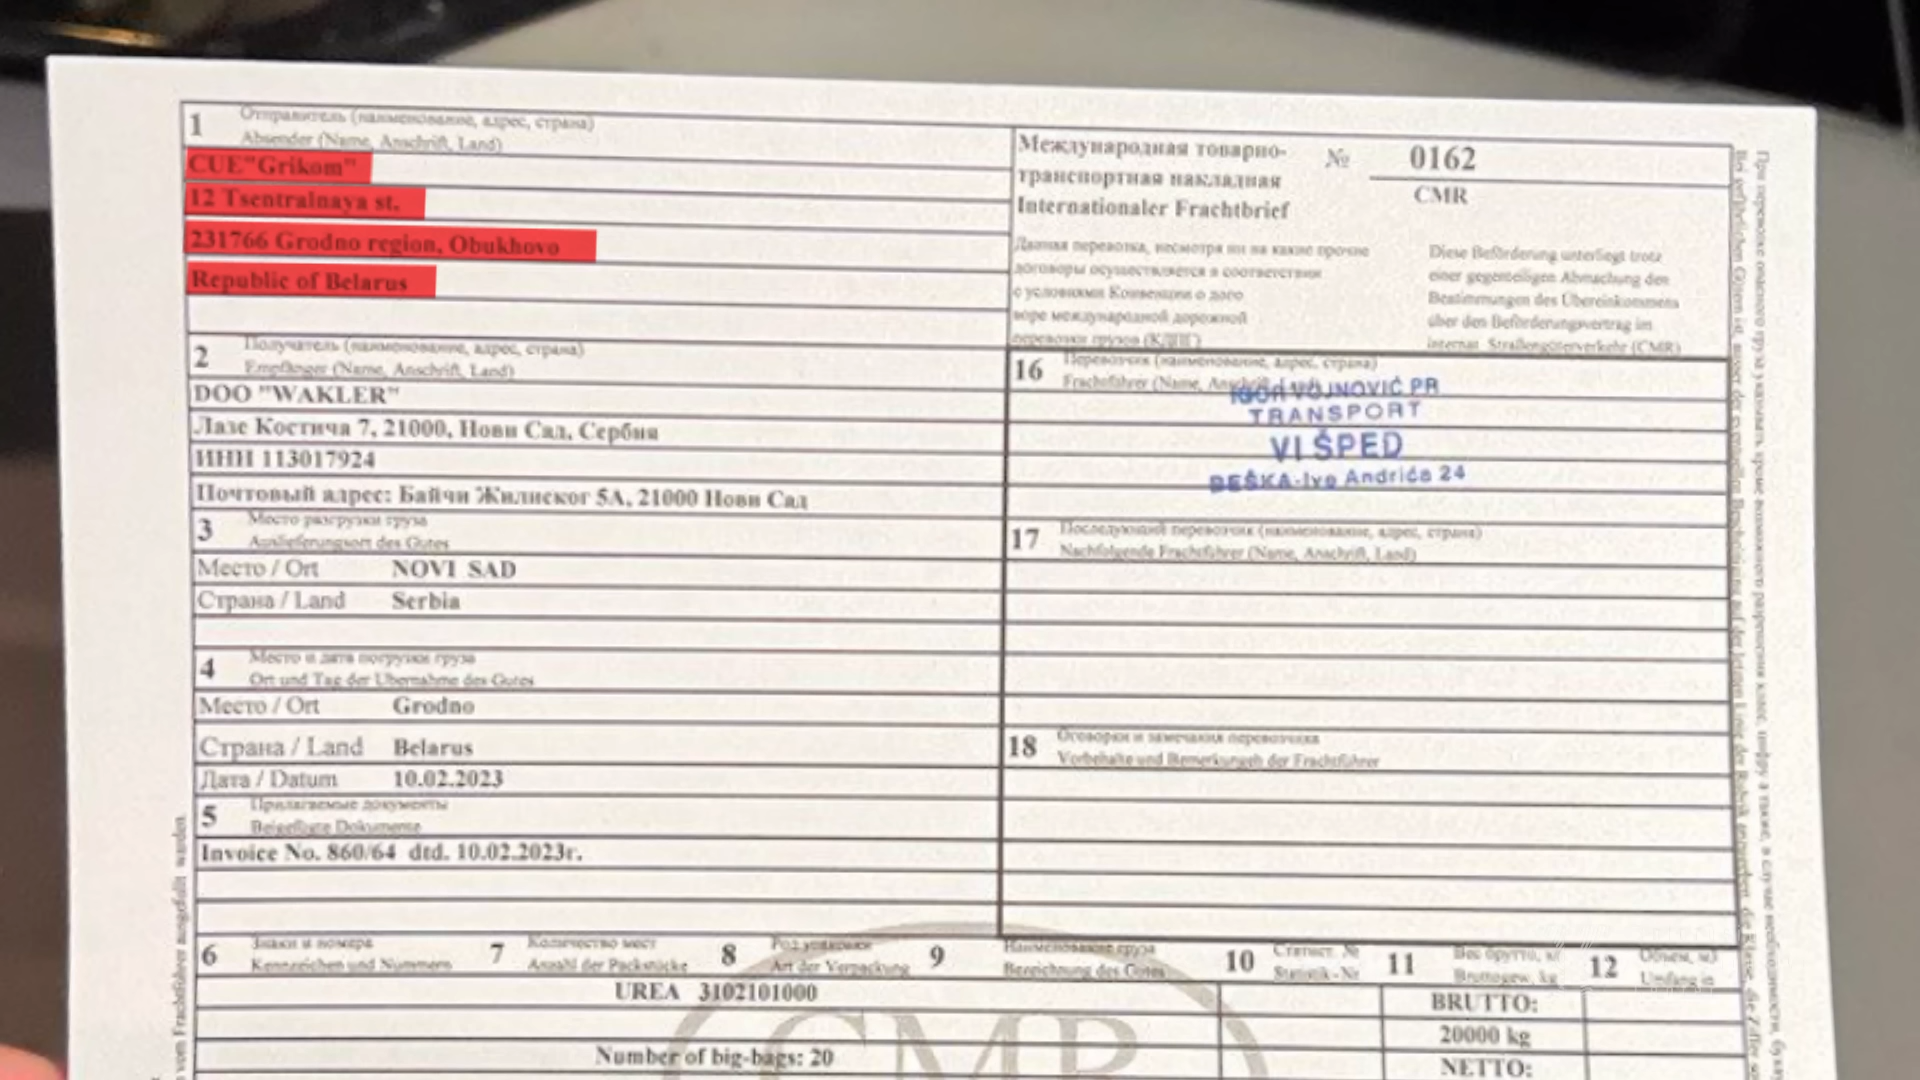 1 Отправитель (наименование, адрес, страна)
Absender (Name, Anschrift, Land)
CUE"Grikom"
12 Tsentralnaya st.
231766 Grodno region, Obukhovo
Republic of Belarus
Международная товарно-
транспортная накладная
Internationaler Frachtbrief
№ 0162
CMR
Данная перевозка, несмотря ни на какие прочие
договоры осуществляется в соответствии
с условиями Конвенции о дого
воре международной дорожной
перевозки грузов (КДПГ)
Diese Beförderung unterliegt trotz
einer gegenteiligen Abmachung den
Bestimmungen des Übereinkommens
über den Beförderungsvertrag im
internat. Straßengüterverkehr (CMR)
2 Получатель (наименование, адрес, страна)
Empfänger (Name, Anschrift, Land)
DOO "WAKLER"
Лазе Костича 7, 21000, Нови Сад, Сербия
ИНН 113017924
Почтовый адрес: Байчи Жилинског 5А, 21000 Нови Сад
16 Перевозчик (наименование, адрес, страна)
Frachtführer (Name, Anschrift, Land)
IGOR VOJNOVIĆ PR
TRANSPORT
VI ŠPED
BEŠKA-Ive Andrića 24
3 Место разгрузки груза
Auslieferungsort des Gutes
Место / Ort NOVI SAD
Страна / Land Serbia
17 Последующий перевозчик (наименование, адрес, страна)
Nachfolgende Frachtführer (Name, Anschrift, Land)
4 Место и дата погрузки груза
Ort und Tag der Übernahme des Gutes
Место / Ort Grodno
Страна / Land Belarus
Дата / Datum 10.02.2023
18 Оговорки и замечания перевозчика
Vorbehalte und Bemerkungen der Frachtführer
5 Прилагаемые документы
Beigefügte Dokumente
Invoice No. 860/64 dtd. 10.02.2023г.
6 Знаки и номера
Kennzeichen und Nummern
7 Количество мест
Anzahl der Packstücke
8 Род упаковки
Art der Verpackung
9 Наименование груза
Bezeichnung des Gutes
10 Статист. №
Statistik - Nr
11 Вес брутто, кг
Bruttogew., kg
12 Объем, м3
Umfang in
UREA 3102101000
BRUTTO:
20000 kg
Number of big-bags: 20
NETTO:
CMR